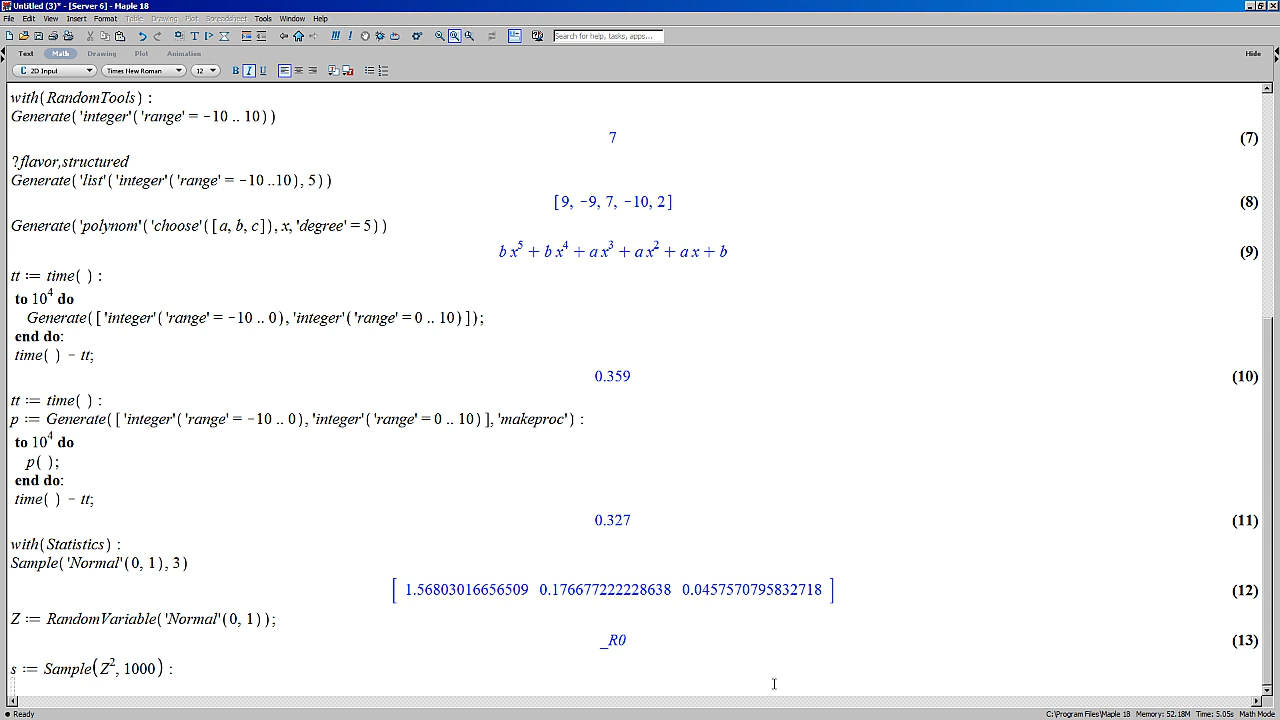 Untitled (3)* - [Server 6] - Maple 18
File Edit View Insert Format Table Drawing Plot Spreadsheet Tools Window Help
Search for help, tasks, apps...
Text Math Drawing Plot Animation Hide
2D Input Times New Roman 12 B I U
with(RandomTools) :
Generate('integer'('range' = -10 .. 10))
7 (7)
?flavor,structured
Generate('list'('integer'('range' = -10 ..10), 5))
[9, -9, 7, -10, 2] (8)
Generate('polynom'('choose'([a, b, c]), x, 'degree' = 5))
b x^5 + b x^4 + a x^3 + a x^2 + a x + b (9)
tt := time( ) :
to 10^4 do
Generate(['integer'('range' = -10 .. 0), 'integer'('range' = 0 .. 10)]);
end do:
time( ) - tt;
0.359 (10)
tt := time( ) :
p := Generate(['integer'('range' = -10 .. 0), 'integer'('range' = 0 .. 10)], 'makeproc') :
to 10^4 do
p( );
end do:
time( ) - tt;
0.327 (11)
with(Statistics) :
Sample('Normal'(0, 1), 3)
[ 1.56803016656509 0.176677222228638 0.0457570795832718 ] (12)
Z := RandomVariable('Normal'(0, 1));
_R0 (13)
s := Sample(Z^2, 1000) :
Ready C:\Program Files\Maple 18 Memory: 52.18M Time: 5.05s Math Mode